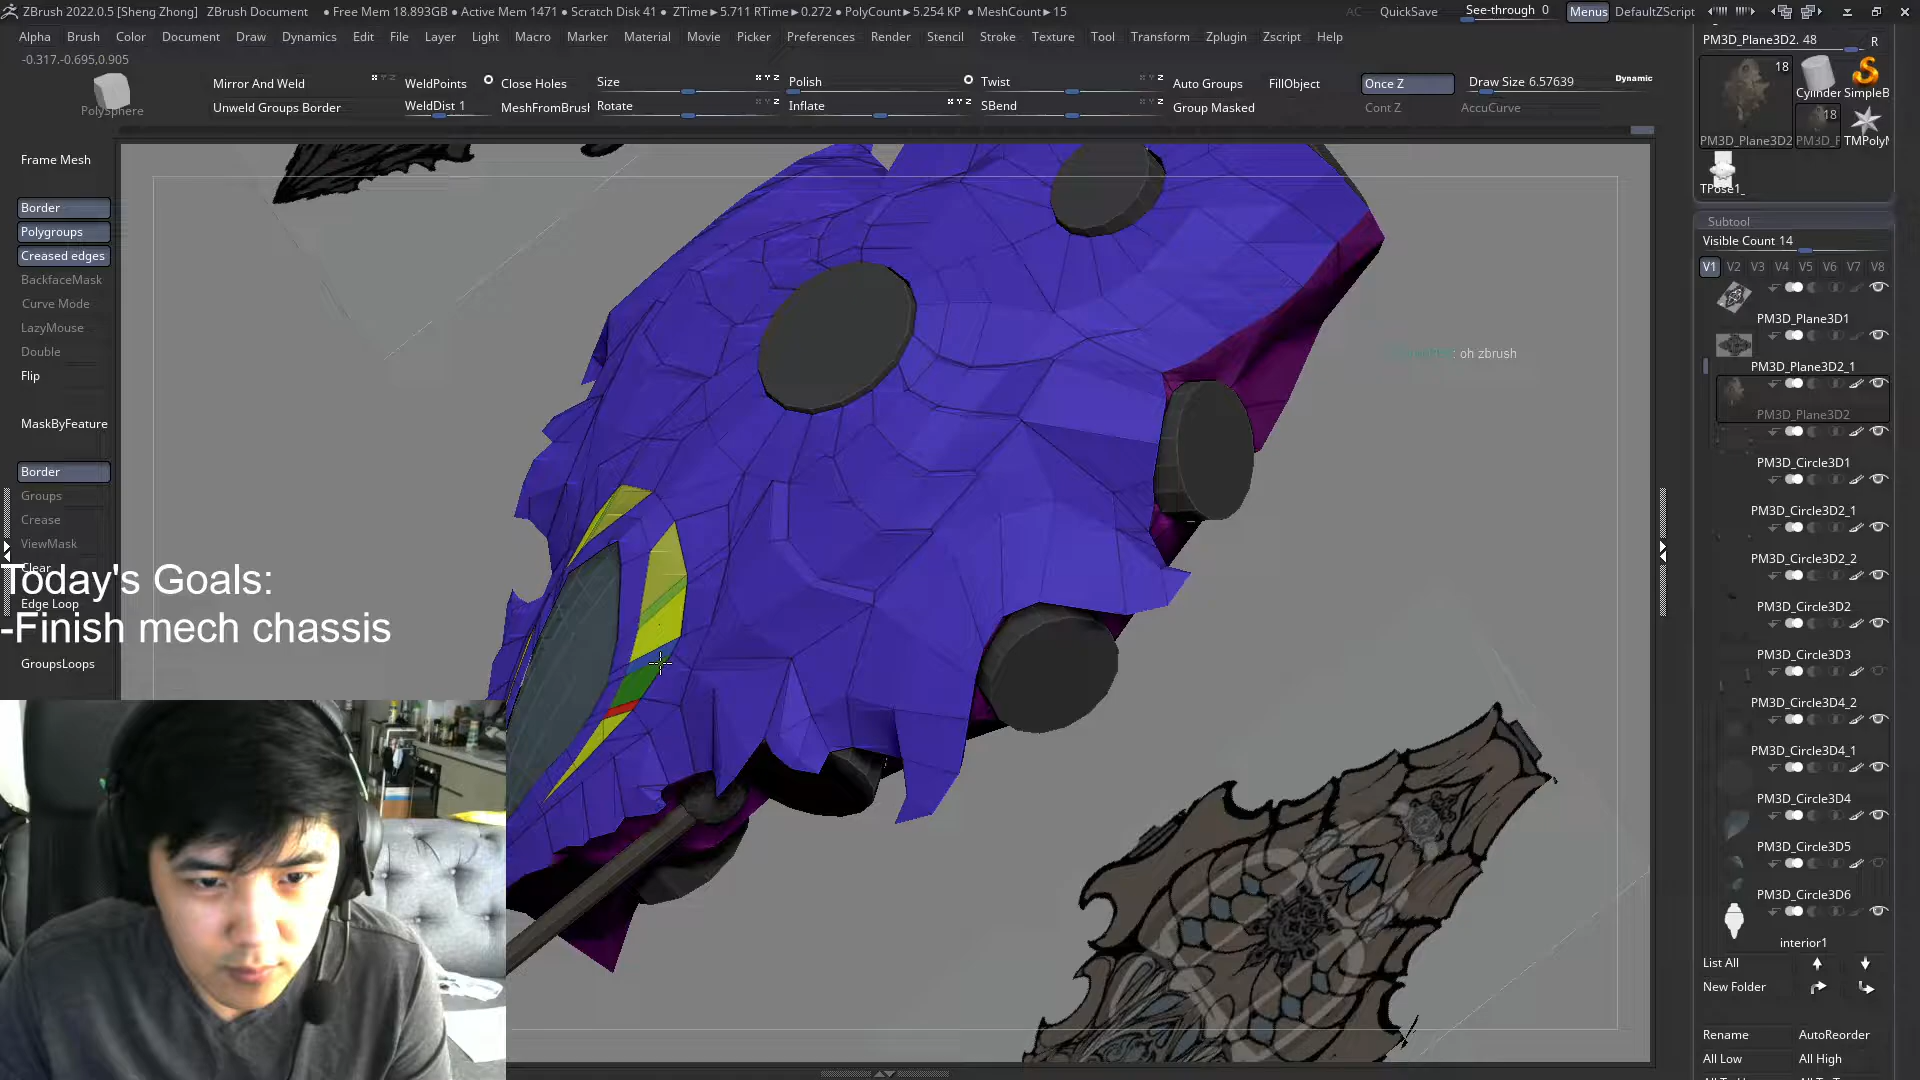 ZBrush 2022.0.5 [Sheng Zhong] ZBrush Document • Free Mem 18.893GB • Active Mem 1471 • Scratch Disk 41 • ZTime▸5.711 RTime▸0.272 • PolyCount▸5.254 KP • MeshCount▸15
AC QuickSave See-through 0 Menus DefaultZScript
Alpha Brush Color Document Draw Dynamics Edit File Layer Light Macro Marker Material Movie Picker Preferences Render Stencil Stroke Texture Tool Transform Zplugin Zscript Help
-0.317.-0.695,0.905
PolySphere
Mirror And Weld WeldPoints Close Holes Size Polish Twist Auto Groups FillObject Once Z Draw Size 6.57639 Dynamic
Unweld Groups Border WeldDist 1 MeshFromBrush Rotate Inflate SBend Group Masked Cont Z AccuCurve
Frame Mesh
Border
Polygroups
Creased edges
BackfaceMask
Curve Mode
LazyMouse
Double
Flip
MaskByFeature
Border
Groups
Crease
ViewMask
Clear
Edge Loop
GroupsLoops
Today's Goals:
-Finish mech chassis
: oh zbrush
PM3D_Plane3D2. 48 R
18
Cylinder SimpleB
18
PM3D_Plane3D2 PM3D_P TMPolyM
TPose1_
Subtool
Visible Count 14
V1 V2 V3 V4 V5 V6 V7 V8
PM3D_Plane3D1
PM3D_Plane3D2_1
PM3D_Plane3D2
PM3D_Circle3D1
PM3D_Circle3D2_1
PM3D_Circle3D2_2
PM3D_Circle3D2
PM3D_Circle3D3
PM3D_Circle3D4_2
PM3D_Circle3D4_1
PM3D_Circle3D4
PM3D_Circle3D5
PM3D_Circle3D6
interior1
List All
New Folder
Rename AutoReorder
All Low All High